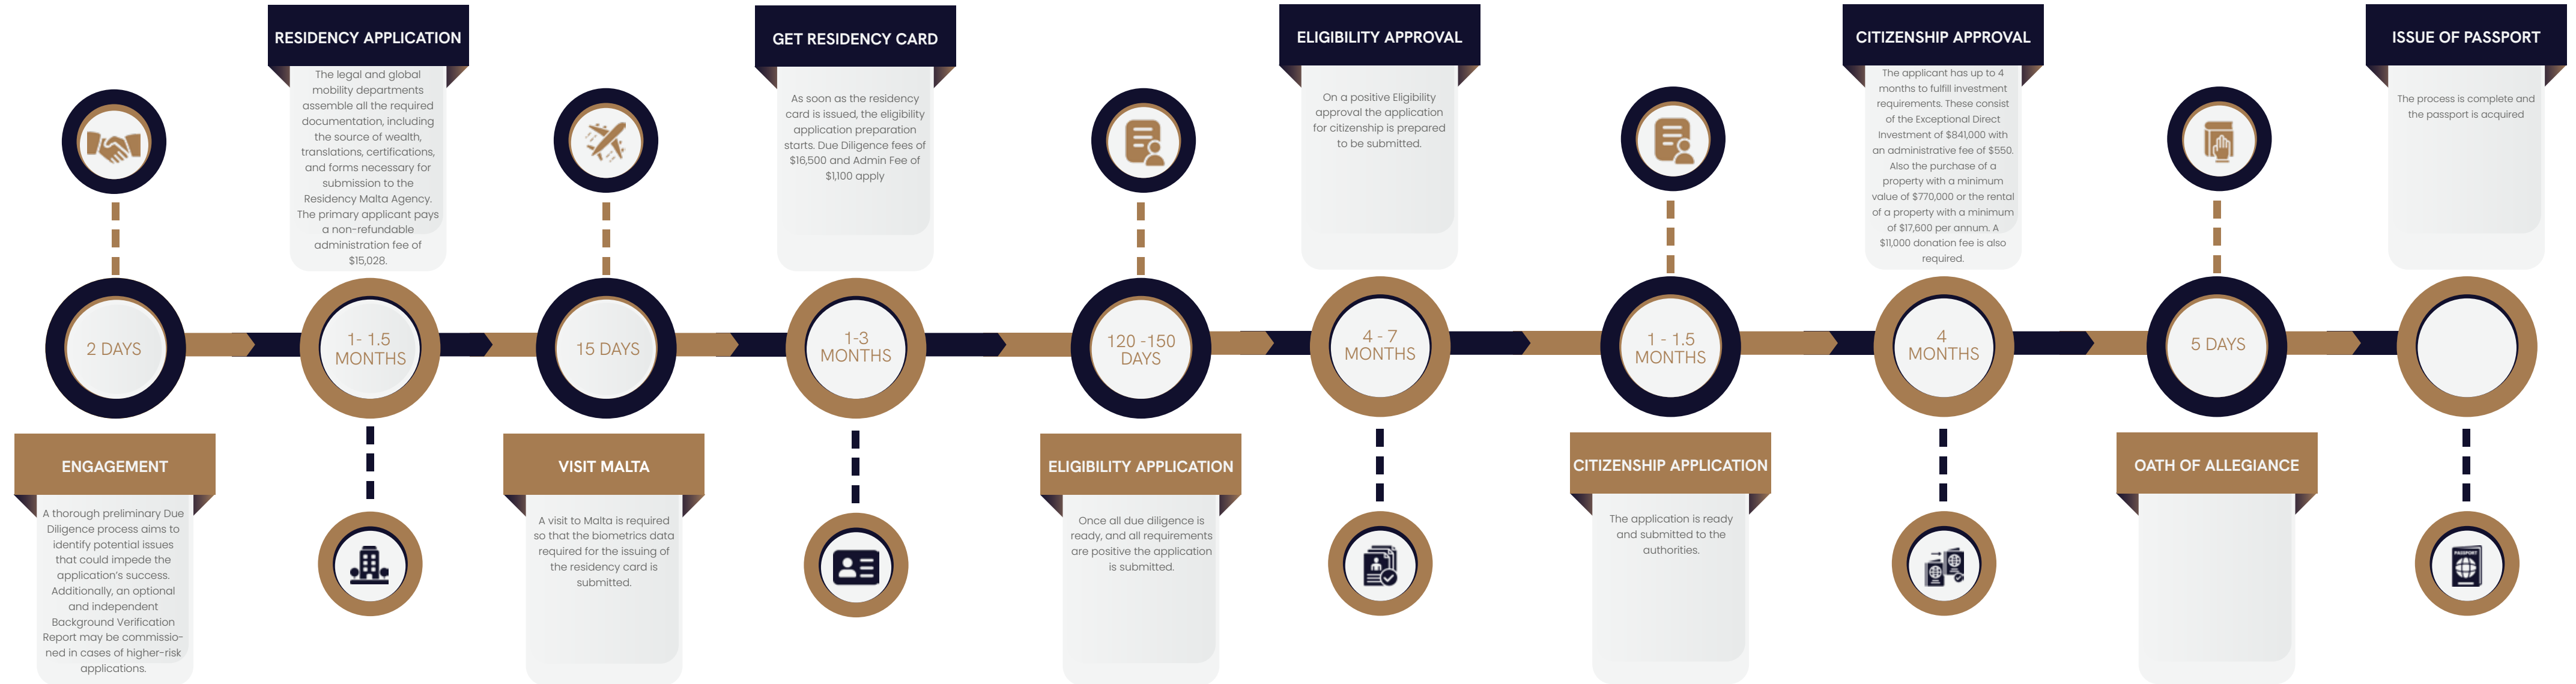 ENGAGEMENT
2 DAYS
A thorough preliminary Due
Diligence process aims to
identify potential issues
that could impede the
application's success.
Additionally, an optional
and independent
Background Verification
Report may be commissio-
ned in cases of higher-risk
applications.
RESIDENCY APPLICATION
The legal and global
mobility departments
assemble all the required
documentation, including
the source of wealth,
translations, certifications,
and forms necessary for
submission to the
Residency Malta Agency.
The primary applicant pays
a non-refundable
administration fee of
$15,028.
1- 1.5
MONTHS
15 DAYS
VISIT MALTA
A visit to Malta is required
so that the biometrics data
required for the issuing of
the residency card is
submitted.
GET RESIDENCY CARD
As soon as the residency
card is issued, the eligibility
application preparation
starts. Due Diligence fees of
$16,500 and Admin Fee of
$1,100 apply
1-3
MONTHS
120 -150
DAYS
ELIGIBILITY APPLICATION
Once all due diligence is
ready, and all requirements
are positive the application
is submitted.
ELIGIBILITY APPROVAL
On a positive Eligibility
approval the application
for citizenship is prepared
to be submitted.
4 - 7
MONTHS
1 - 1.5
MONTHS
CITIZENSHIP APPLICATION
The application is ready
and submitted to the
authorities.
CITIZENSHIP APPROVAL
The applicant has up to 4
months to fulfill investment
requirements. These consist
of the Exceptional Direct
Investment of $841,000 with
an administrative fee of $550.
Also the purchase of a
property with a minimum
value of $770,000 or the rental
of a property with a minimum
of $17,600 per annum. A
$11,000 donation fee is also
required.
4
MONTHS
5 DAYS
OATH OF ALLEGIANCE
ISSUE OF PASSPORT
The process is complete and
the passport is acquired
PASSPORT